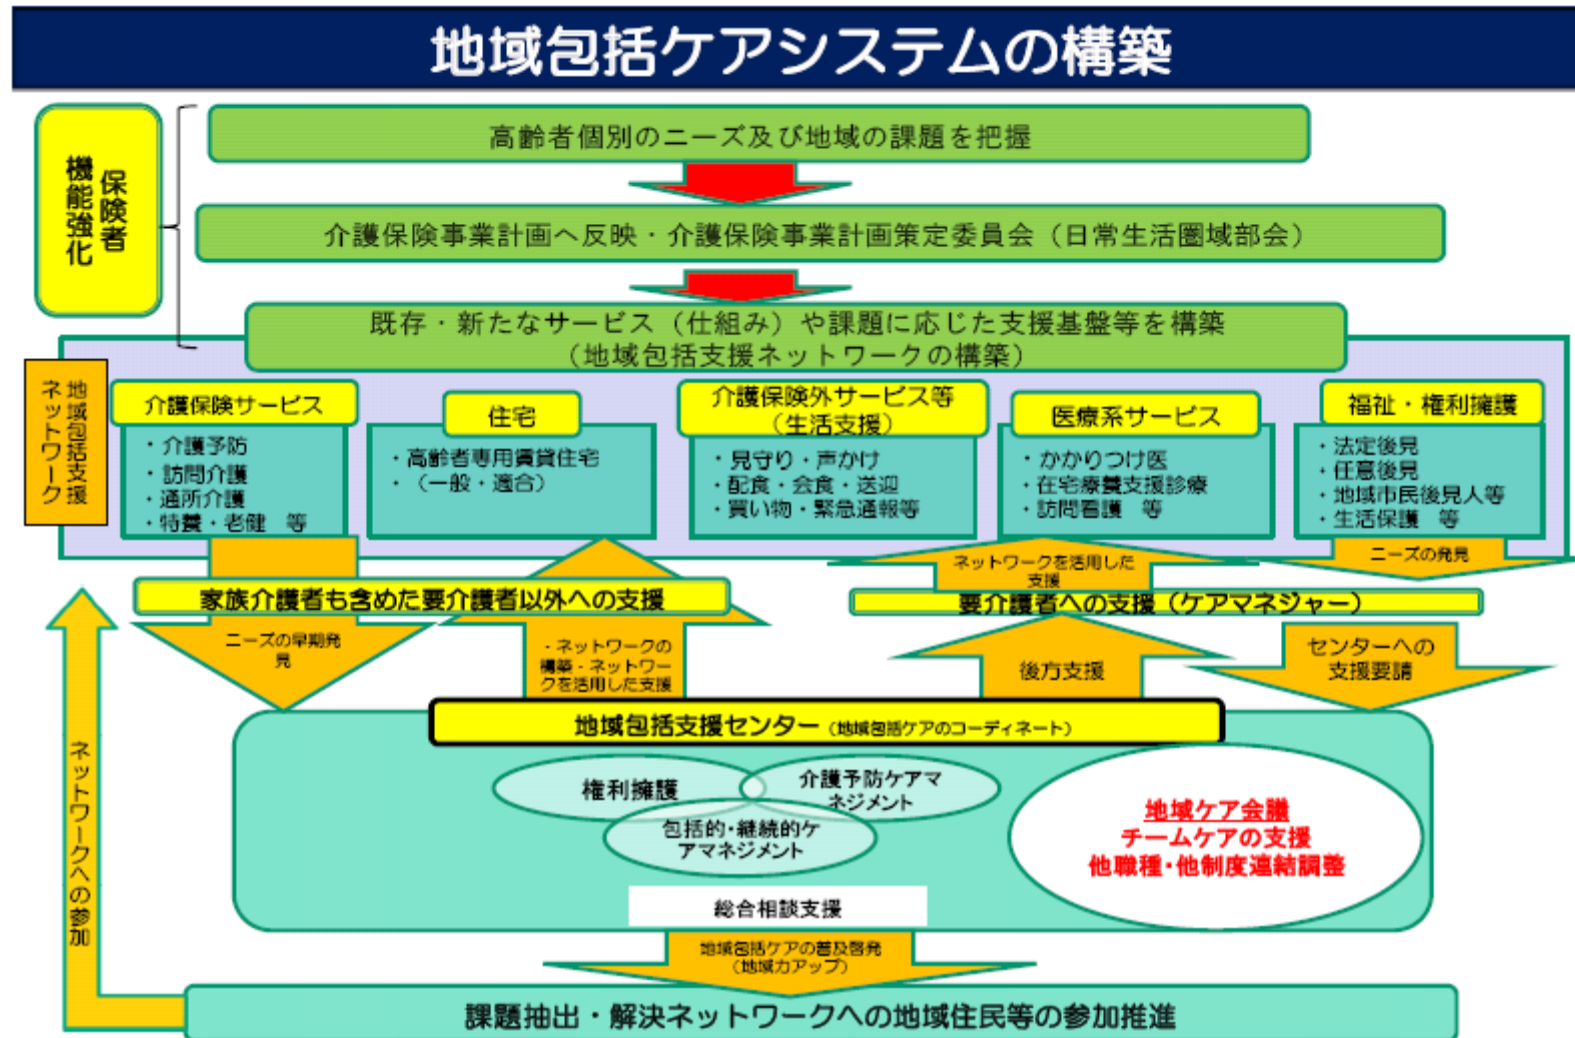 地域包括ケアシステムの構築
保険者
機能強化
高齢者個別のニーズ及び地域の課題を把握
介護保険事業計画へ反映・介護保険事業計画策定委員会（日常生活圏域部会）
既存・新たなサービス（仕組み）や課題に応じた支援基盤等を構築
（地域包括支援ネットワークの構築）
地域包括支援
ネットワーク
介護保険サービス
・介護予防
・訪問介護
・通所介護
・特養・老健　等
住宅
・高齢者専用賃貸住宅
・（一般・適合）
介護保険外サービス等
（生活支援）
・見守り・声かけ
・配食・会食・送迎
・買い物・緊急通報等
医療系サービス
・かかりつけ医
・在宅療養支援診療
・訪問看護　等
福祉・権利擁護
・法定後見
・任意後見
・地域市民後見人等
・生活保護　等
ネットワークを活用した
支援
ニーズの発見
家族介護者も含めた要介護者以外への支援
要介護者への支援（ケアマネジャー）
ニーズの早期発
見
・ネットワークの
構築・ネットワー
クを活用した支援
後方支援
センターへの
支援要請
地域包括支援センター（地域包括ケアのコーディネート）
権利擁護
介護予防ケアマ
ネジメント
包括的・継続的ケ
アマネジメント
地域ケア会議
チームケアの支援
他職種・他制度連結調整
総合相談支援
ネットワークへの参加
地域包括ケアの普及啓発
（地域力アップ）
課題抽出・解決ネットワークへの地域住民等の参加推進